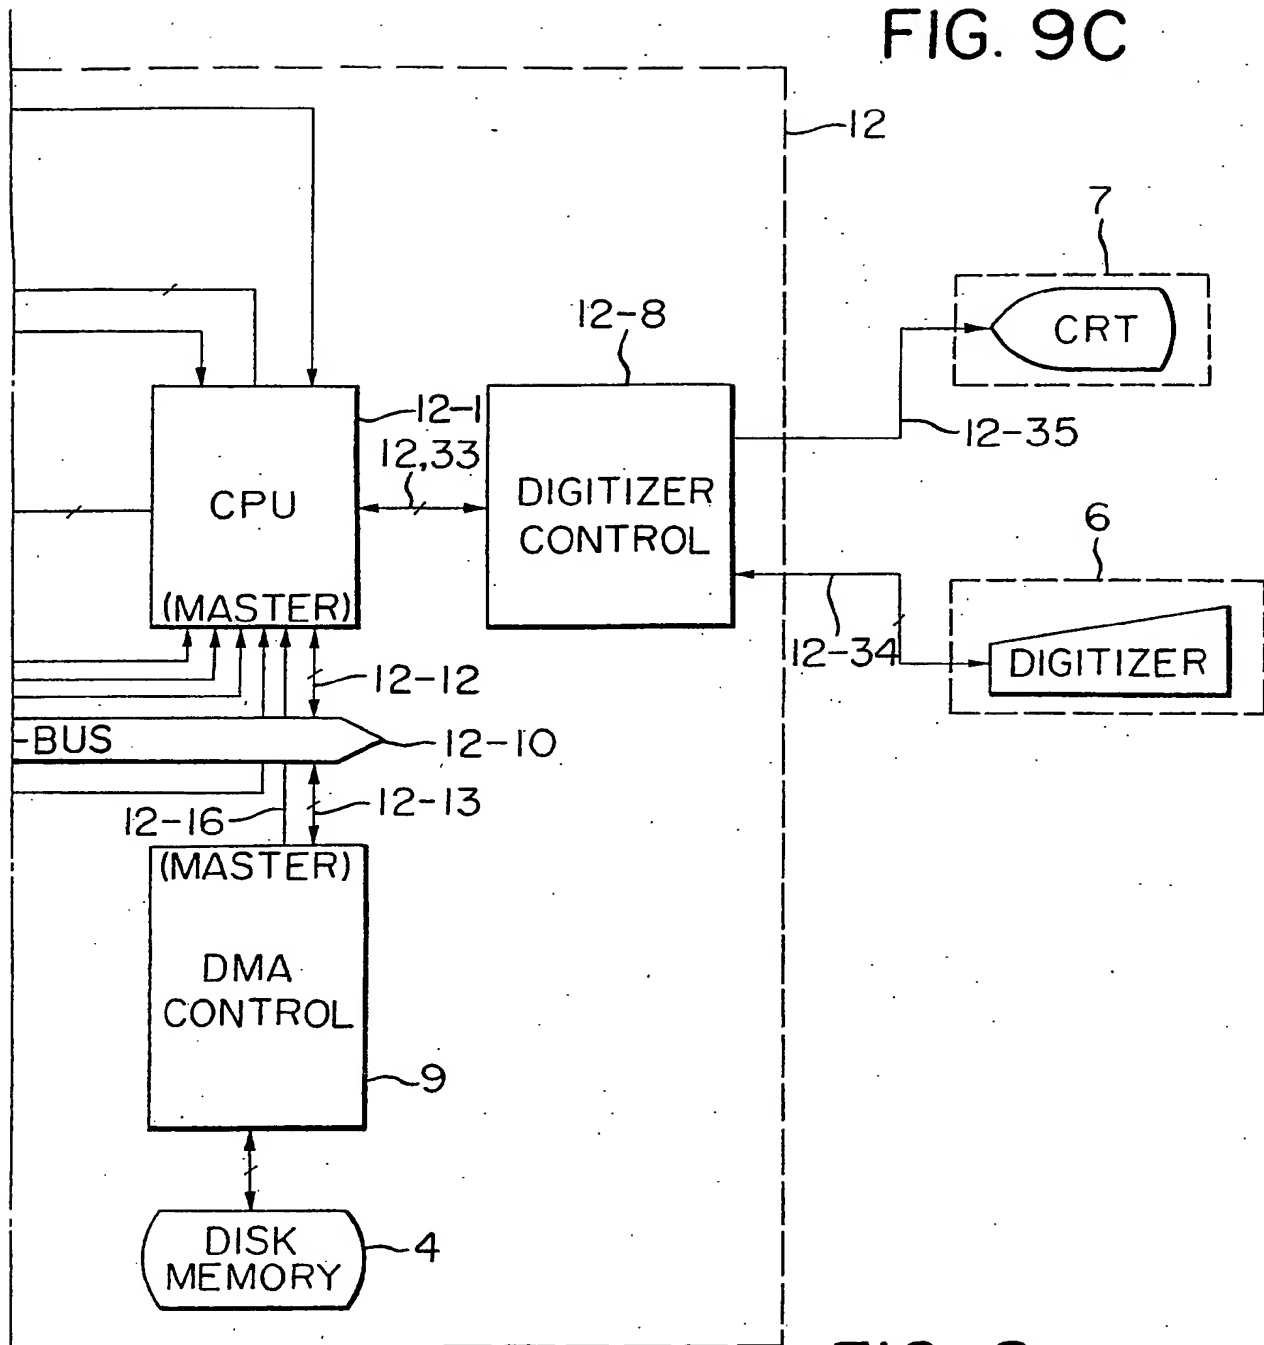 FIG. 9C
12
7
CRT
12-8
12-1
12,33
12-35
CPU
DIGITIZER
CONTROL
6
(MASTER)
12-34
DIGITIZER
12-12
-BUS
12-10
12-13
12-16
(MASTER)
DMA
CONTROL
9
DISK
MEMORY
4